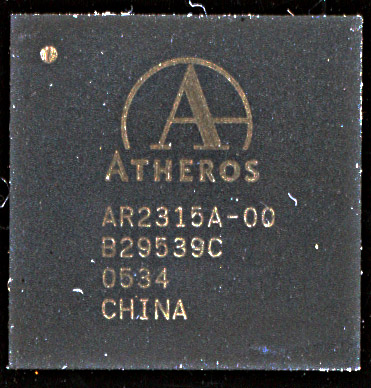 ATHEROS
AR2315A-00
B29539C
0534
CHINA